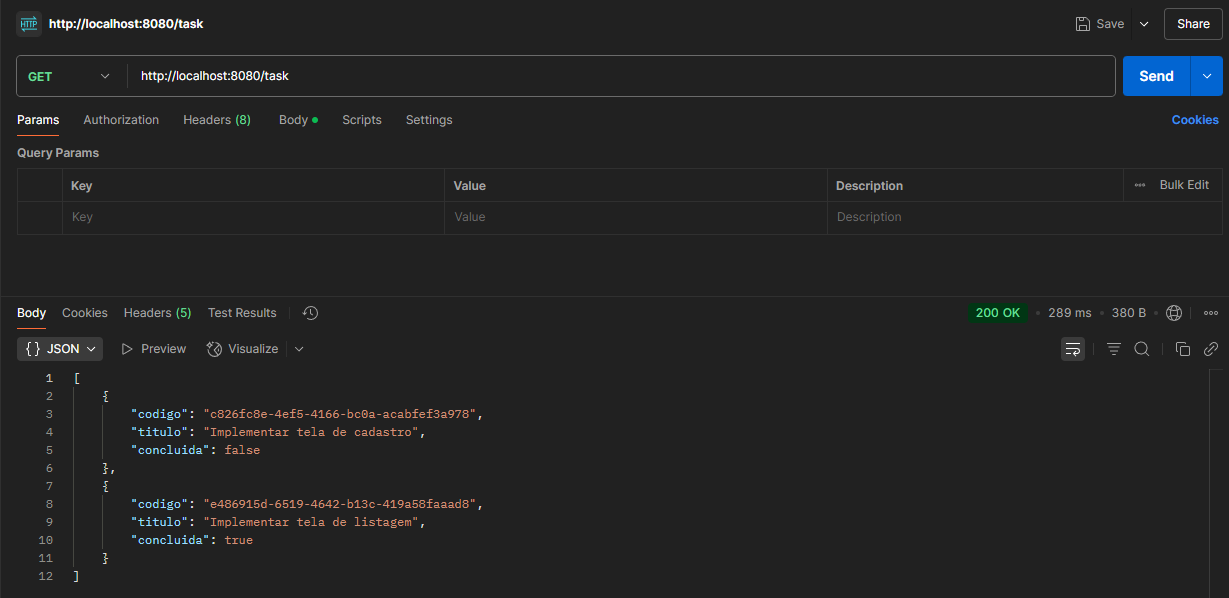 HTTP http://localhost:8080/task Save Share
GET http://localhost:8080/task Send
Params Authorization Headers (8) Body Scripts Settings Cookies
Query Params
Key Value Description Bulk Edit
Key Value Description
Body Cookies Headers (5) Test Results 200 OK 289 ms 380 B
{} JSON Preview Visualize
1 [
2 {
3 "codigo": "c826fc8e-4ef5-4166-bc0a-acabfef3a978",
4 "titulo": "Implementar tela de cadastro",
5 "concluida": false
6 },
7 {
8 "codigo": "e486915d-6519-4642-b13c-419a58faaad8",
9 "titulo": "Implementar tela de listagem",
10 "concluida": true
11 }
12 ]